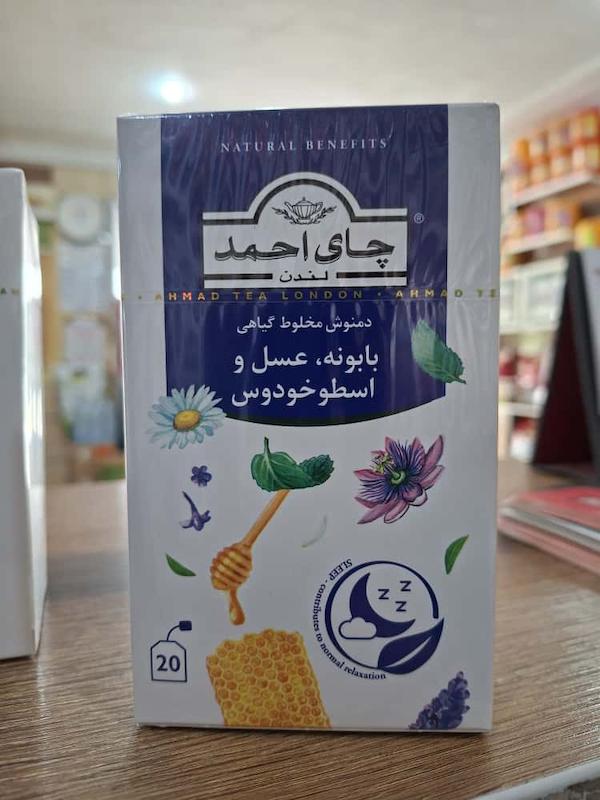 NATURAL BENEFITS
چای احمد
®
لندن
AHMAD TEA LONDON • AHMAD TE
دمنوش مخلوط گیاهی
بابونه، عسل و
اسطوخودوس
z
z
z
SLEEP - contributes to normal relaxation
20